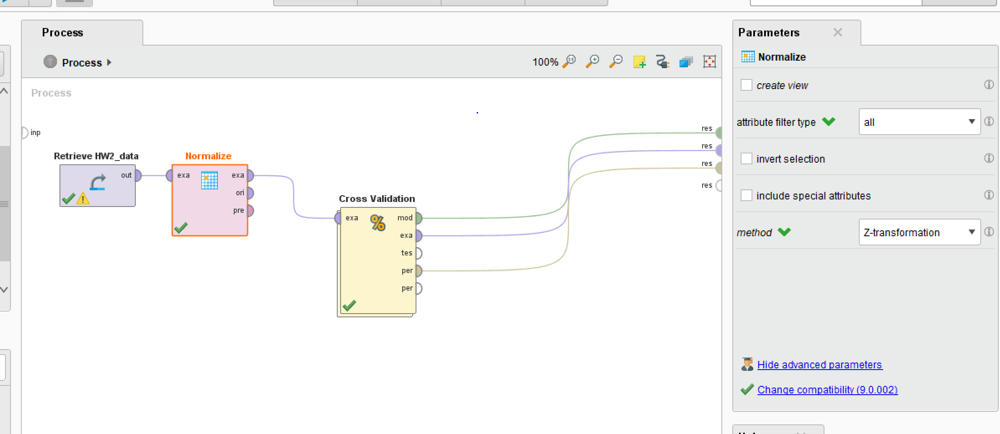 Process
Process
100%
Process
inp
Retrieve HW2_data
out
Normalize
exa
exa
ori
pre
Cross Validation
exa
mod
exa
tes
per
per
res
res
res
res
Parameters
Normalize
create view
attribute filter type
all
invert selection
include special attributes
method
Z-transformation
Hide advanced parameters
Change compatibility (9.0.002)